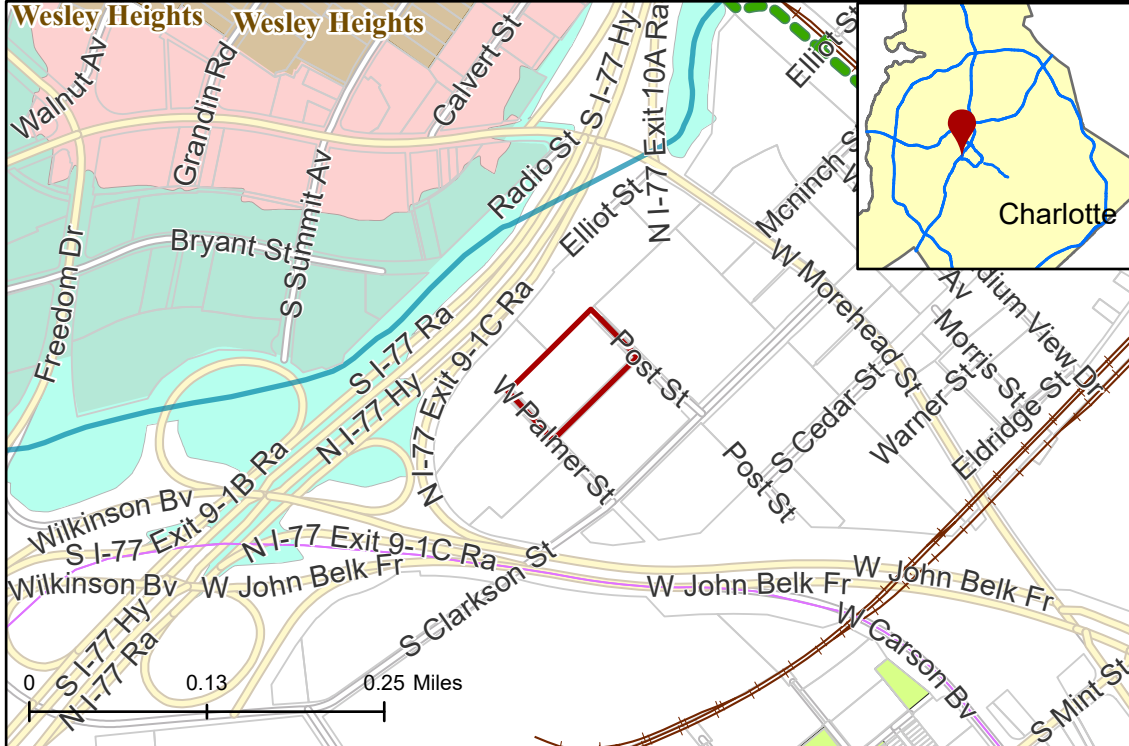 Wesley Heights
Wesley Heights
Walnut Av
Grandin Rd
Calvert St
S I-77 Hy
N I-77 Exit 10A Ra
Elliot St
Charlotte
Radio St
S Summit Av
Bryant St
Freedom Dr
Elliot St
Mcninch S
W
W Morehead St
dium View Dr
Av
Morris St
Warner St
Eldridge St
S Cedar St
Post St
Post St
W Palmer St
S I-77 Ra
N I-77 Hy
N I-77 Exit 9-1C Ra
Wilkinson Bv
S I-77 Exit 9-1B Ra
N I-77 Exit 9-1C Ra
Wilkinson Bv
W John Belk Fr
W John Belk Fr
W John Belk Fr
S Clarkson St
W Carson Bv
S Mint St
S I-77 Hy
N I-77 Ra
0
0.13
0.25 Miles